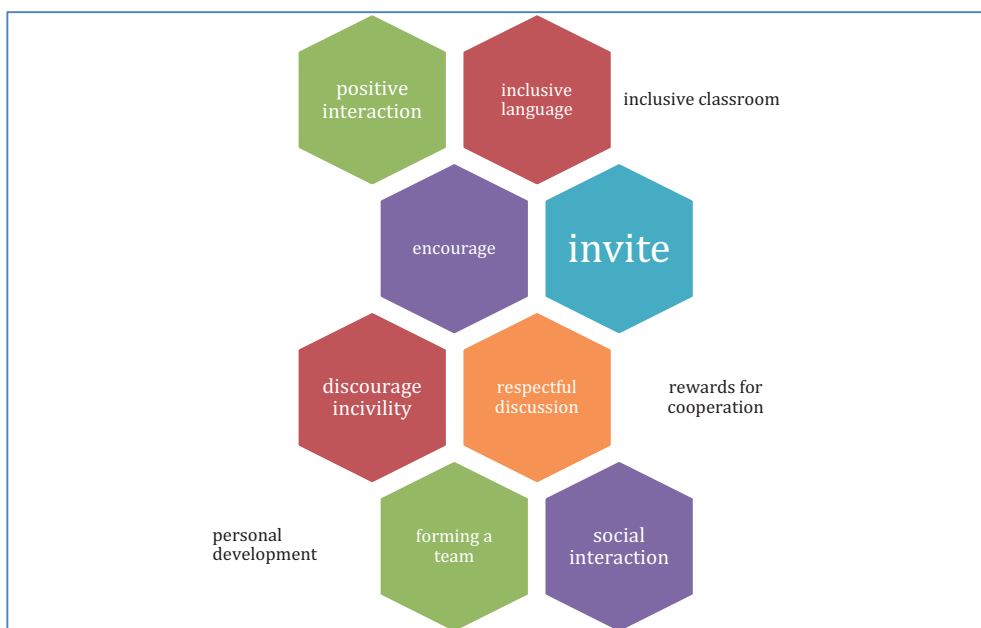 positive
interaction
inclusive
language
inclusive classroom
encourage
invite
discourage
incivility
respectful
discussion
rewards for
cooperation
personal
development
forming a
team
social
interaction